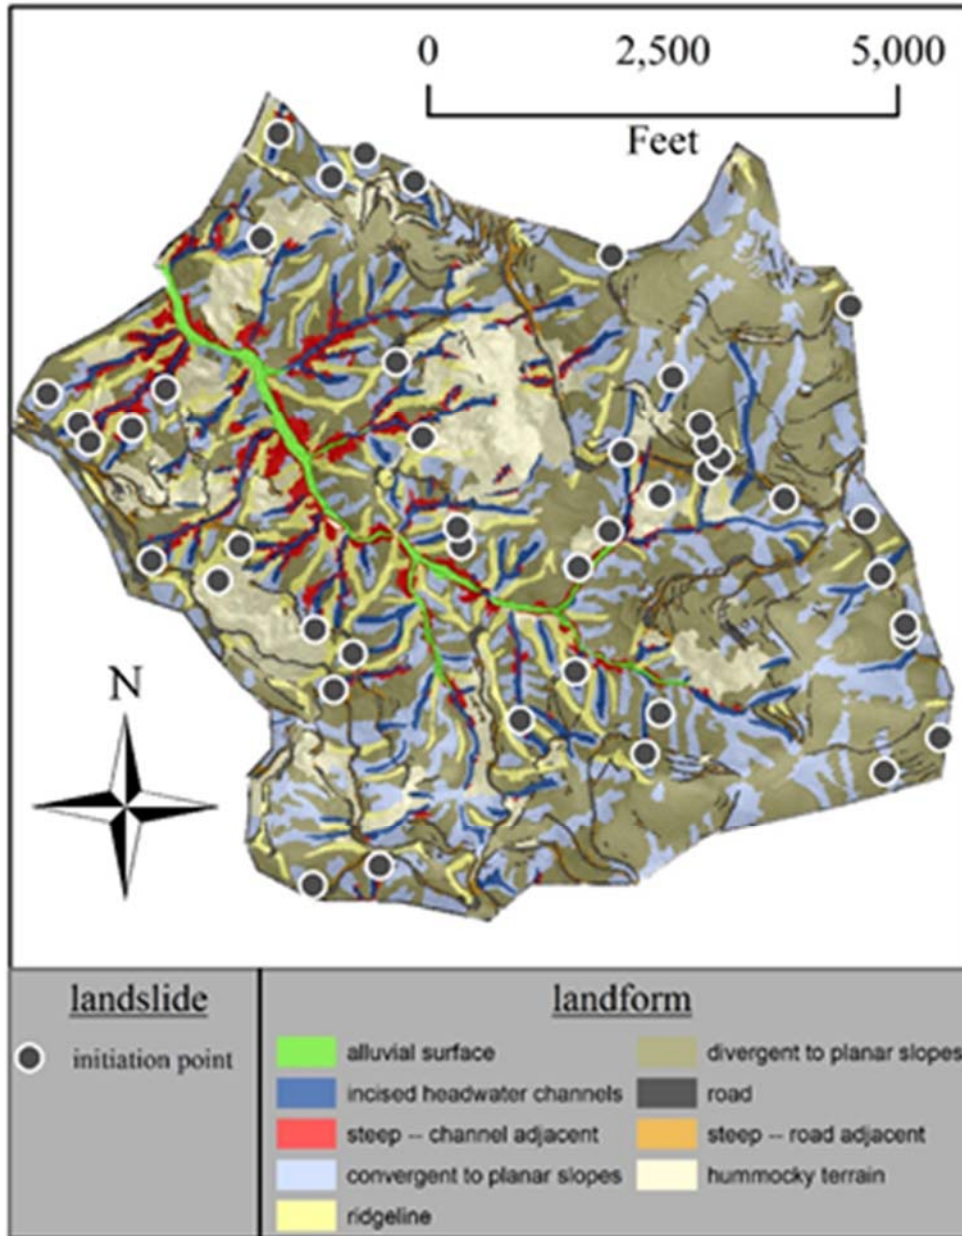 0 2,500 5,000
Feet
N
landslide
initiation point
landform
alluvial surface
incised headwater channels
steep -- channel adjacent
convergent to planar slopes
ridgeline
divergent to planar slopes
road
steep -- road adjacent
hummocky terrain